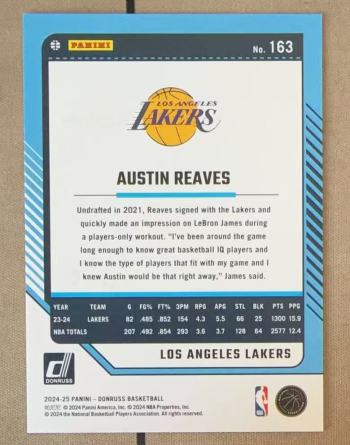 PANINI
No. 163
LOS ANGELES
LAKERS
AUSTIN REAVES
Undrafted in 2021, Reaves signed with the Lakers and
quickly made an impression on LeBron James during
a players-only workout. "I've been around the game
long enough to know great basketball IQ players and
I know the type of players that fit with my game and I
knew Austin would be that right away," James said.
YEAR TEAM G FG% FT% 3PM RPG APG STL BLK PTS PPG
23-24 LAKERS 82 .485 .852 154 4.3 5.5 66 25 1300 15.9
NBA TOTALS 207 .492 .854 293 3.6 3.7 128 64 2577 12.4
LOS ANGELES LAKERS
DONRUSS
2024-25 PANINI – DONRUSS BASKETBALL
© 2024 Panini America, Inc. © 2024 NBA Properties, Inc.
© 2024 the National Basketball Players Association. All rights reserved.